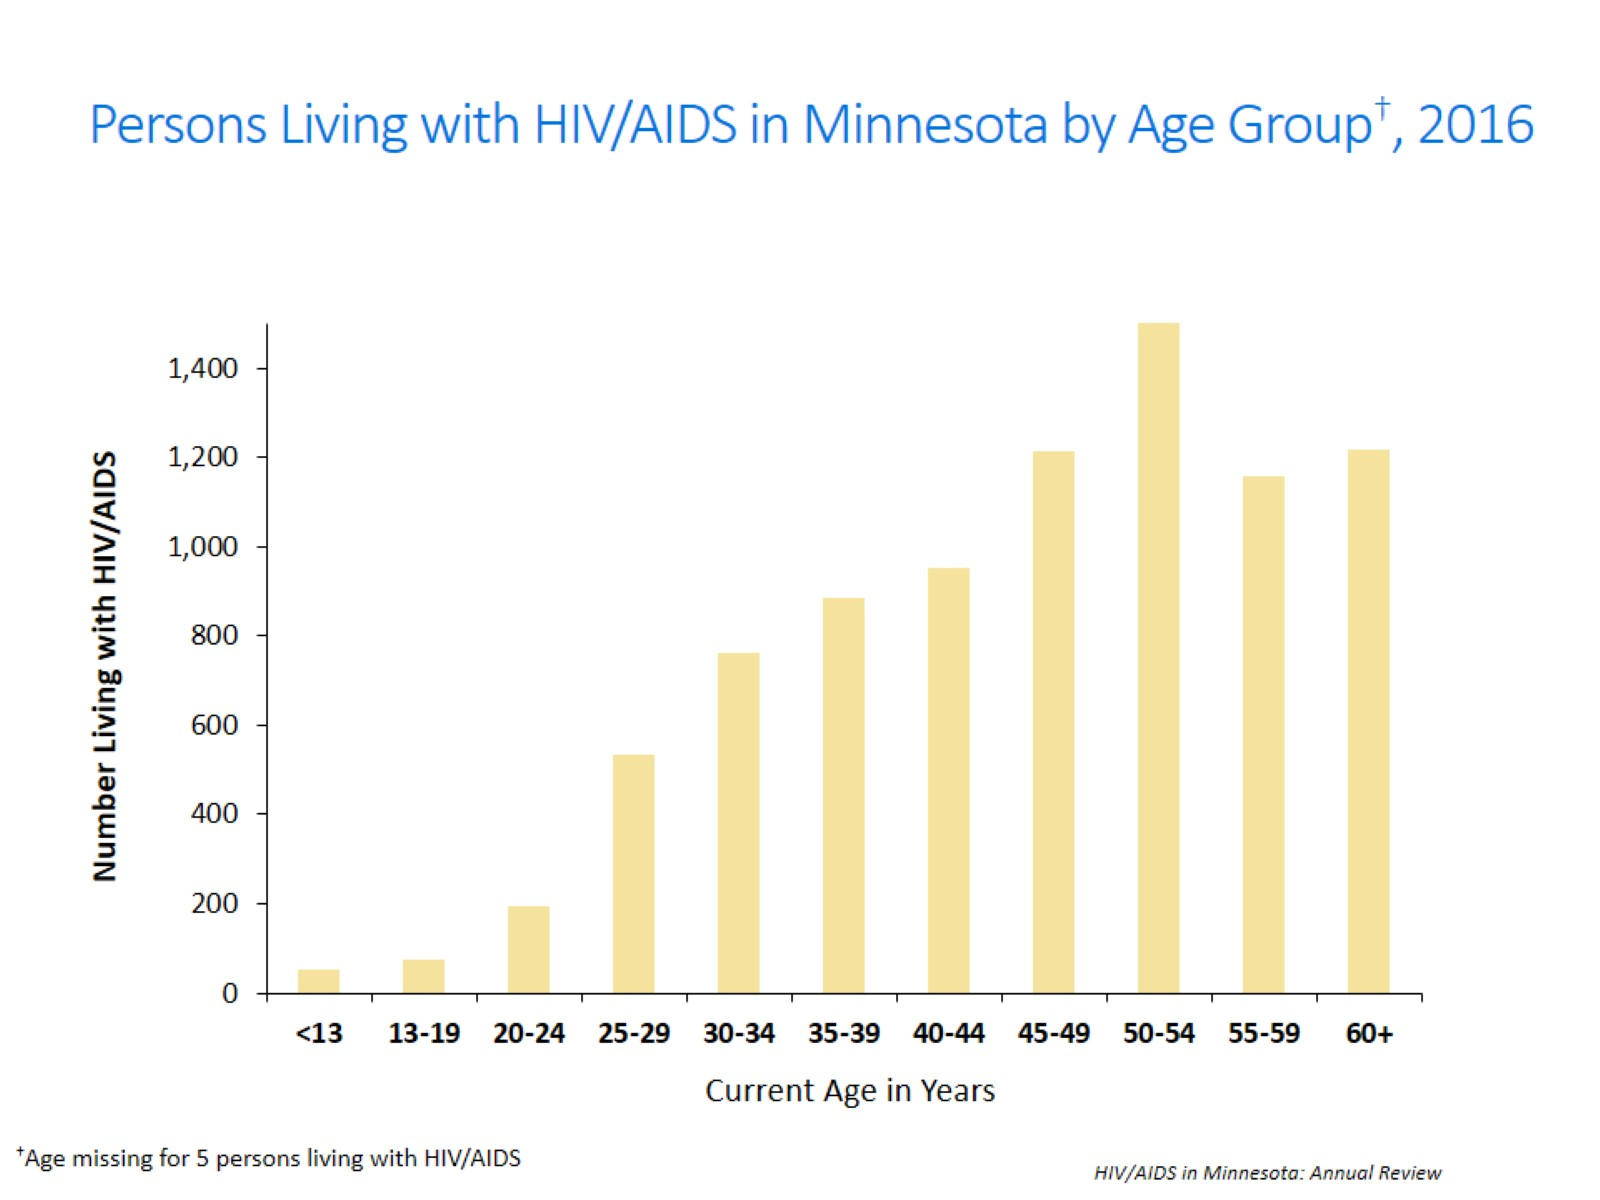 Persons Living with HIV/AIDS in Minnesota by Age Group†, 2016
Number Living with HIV/AIDS
1,400
1,200
1,000
800
600
400
200
0
<13 13-19 20-24 25-29 30-34 35-39 40-44 45-49 50-54 55-59 60+
Current Age in Years
†Age missing for 5 persons living with HIV/AIDS
HIV/AIDS in Minnesota: Annual Review